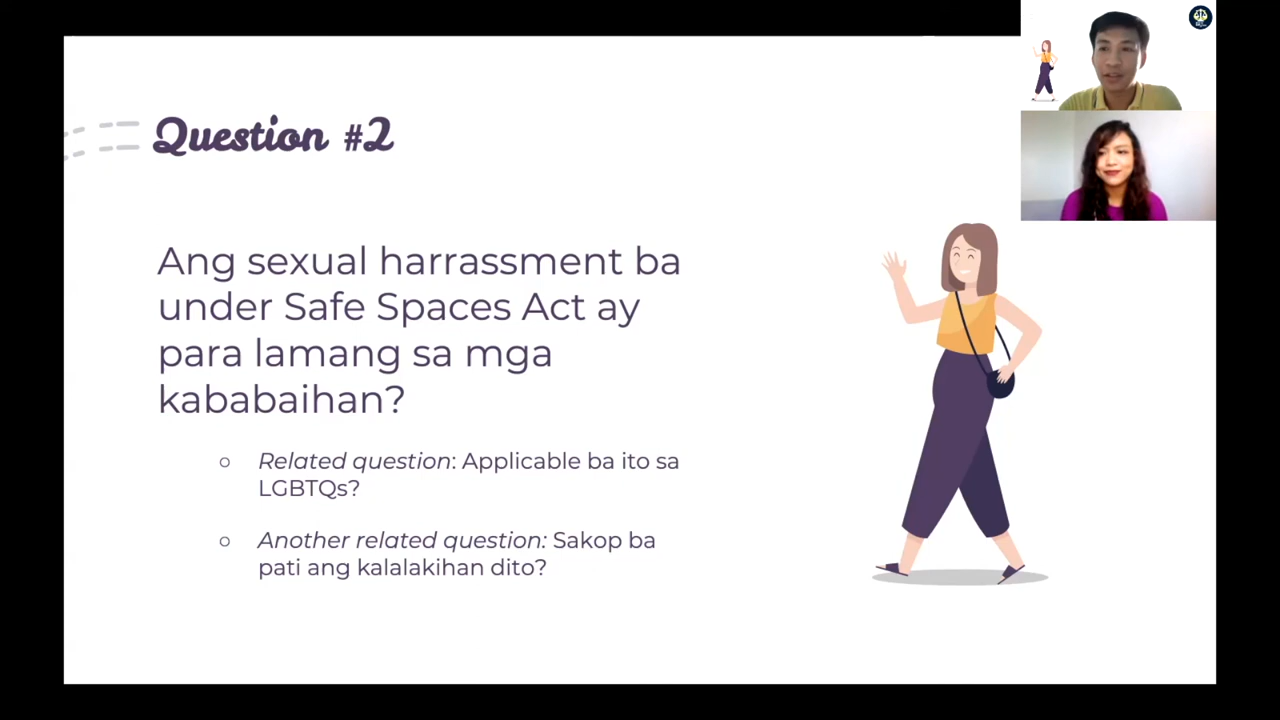 Question #2
Ang sexual harrassment ba
under Safe Spaces Act ay
para lamang sa mga
kababaihan?
○ Related question: Applicable ba ito sa
LGBTQs?
○ Another related question: Sakop ba
pati ang kalalakihan dito?